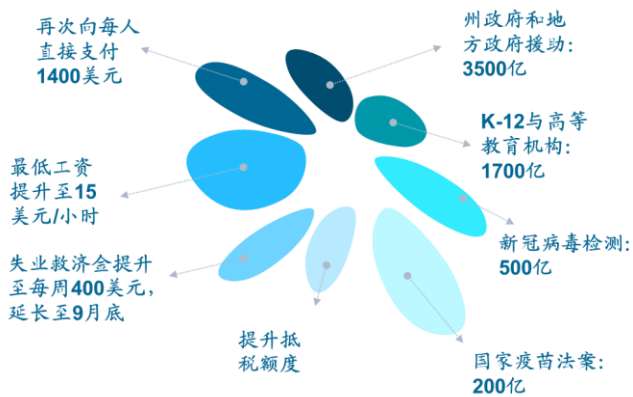 再次向每人
直接支付
1400美元
州政府和地
方政府援助:
3500亿
K-12与高等
教育机构:
1700亿
最低工资
提升至15
美元/小时
新冠病毒检测:
500亿
失业救济金提升
至每周400美元,
延长至9月底
提升抵
税额度
国家疫苗法案:
200亿